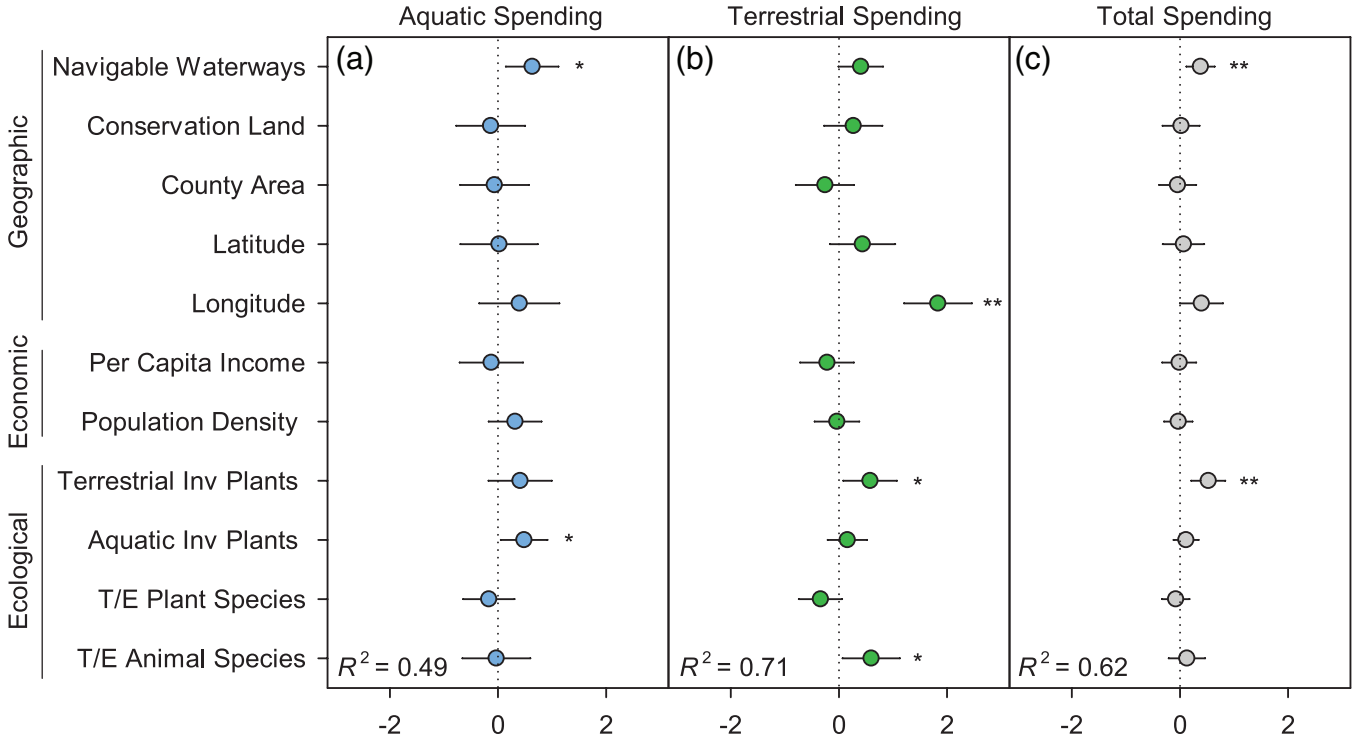 Aquatic Spending Terrestrial Spending Total Spending
(a) (b) (c)
Geographic
Navigable Waterways * **
Conservation Land
County Area
Latitude
Longitude **
Economic
Per Capita Income
Population Density
Ecological
Terrestrial Inv Plants * **
Aquatic Inv Plants *
T/E Plant Species
T/E Animal Species *
R² = 0.49 R² = 0.71 R² = 0.62
-2 0 2 -2 0 2 -2 0 2